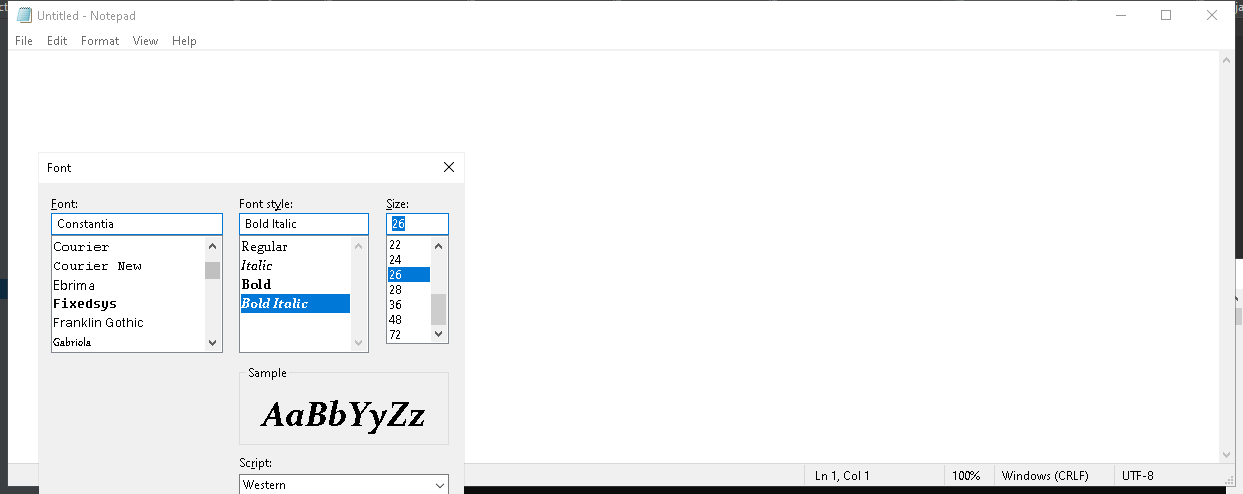 Untitled - Notepad
File Edit Format View Help
Font
Font: Font style: Size:
Constantia Bold Italic 26
Courier
Courier New
Ebrima
Fixedsys
Franklin Gothic
Gabriola
Regular
Italic
Bold
Bold Italic
22
24
26
28
36
48
72
Sample
AaBbYyZz
Script:
Western
Ln 1, Col 1 100% Windows (CRLF) UTF-8